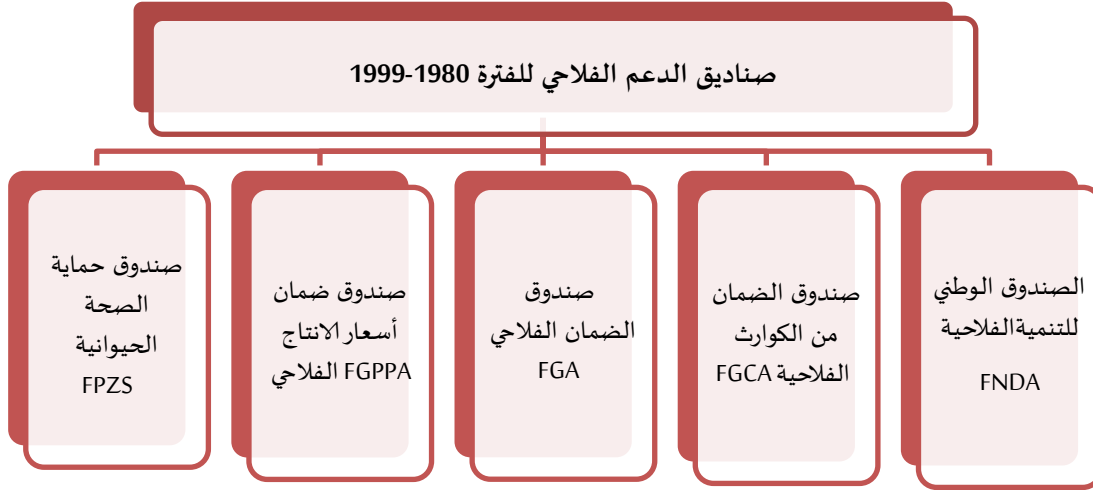 صناديق الدعم الفلاحي للفترة 1980-1999
الصندوق الوطني
للتنميةالفلاحية
FNDA
صندوق الضمان
من الكوارث
الفلاحية FGCA
صندوق
الضمان الفلاحي
FGA
صندوق ضمان
أسعار الانتاج
الفلاحي FGPPA
صندوق حماية
الصحة
الحيوانية
FPZS